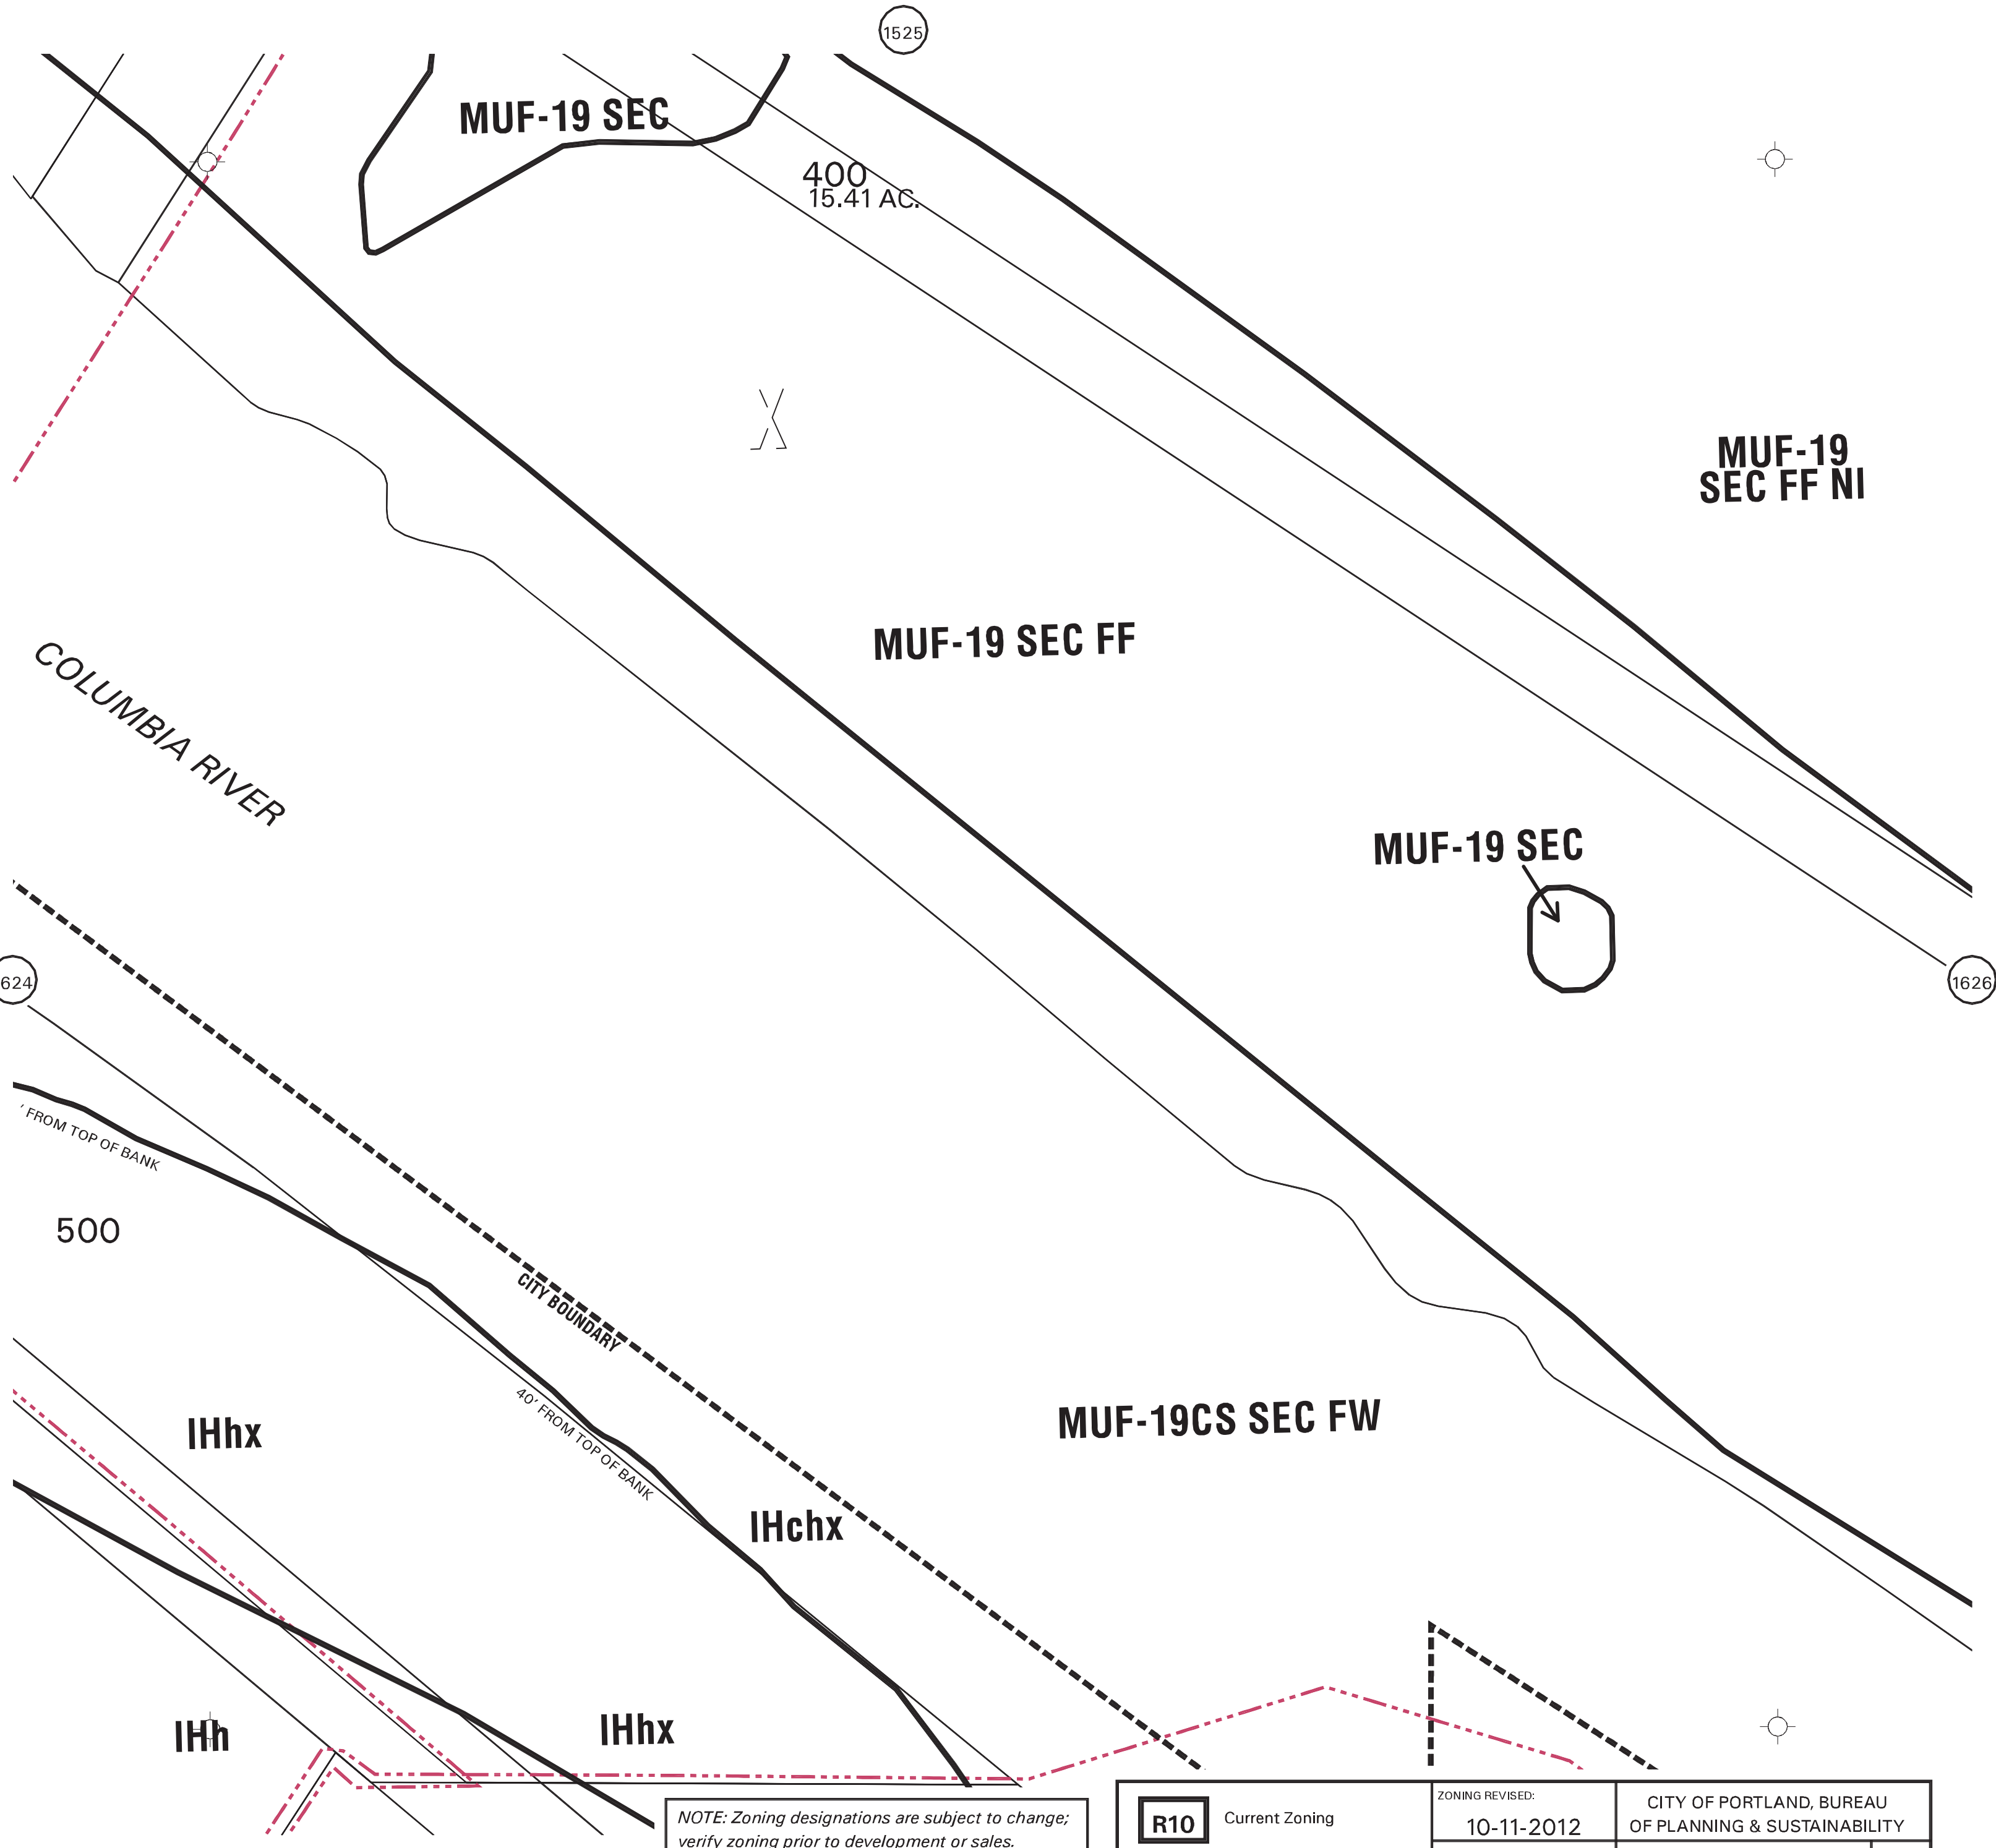 1525
MUF-19 SEC
400
15.41 AC.
MUF-19
SEC FF NI
MUF-19 SEC FF
COLUMBIA RIVER
MUF-19 SEC
624
1626
' FROM TOP OF BANK
500
CITY BOUNDARY
40' FROM TOP OF BANK
IHhx
MUF-19CS SEC FW
IHchx
IHh
IHhx
NOTE: Zoning designations are subject to change;
verify zoning prior to development or sales.
R10
Current Zoning
ZONING REVISED:
10-11-2012
CITY OF PORTLAND, BUREAU
OF PLANNING & SUSTAINABILITY